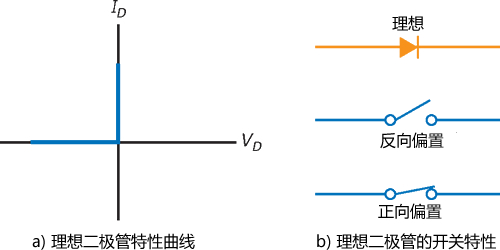 I_D
V_D
a) 理想二极管特性曲线
理想
反向偏置
正向偏置
b) 理想二极管的开关特性